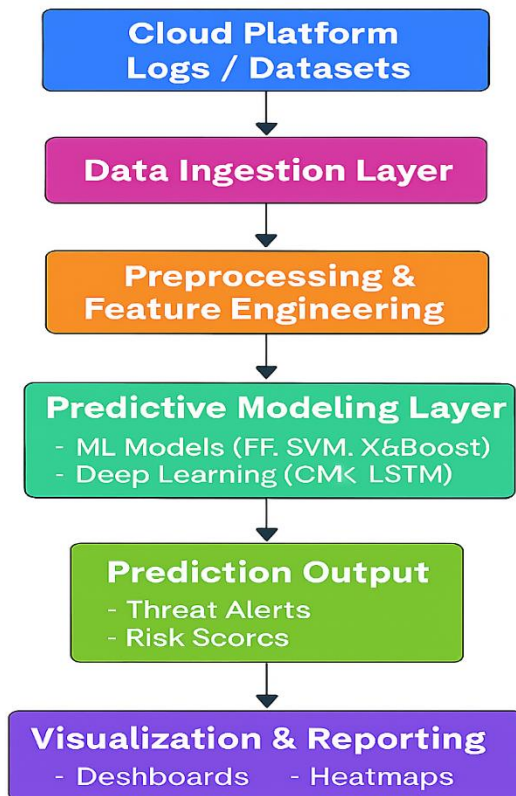 Cloud Platform
Logs / Datasets
Data Ingestion Layer
Preprocessing &
Feature Engineering
Predictive Modeling Layer
- ML Models (FF. SVM. X&Boost)
- Deep Learning (CMK LSTM)
Prediction Output
- Threat Alerts
- Risk Scorcs
Visualization & Reporting
- Deshboards - Heatmaps